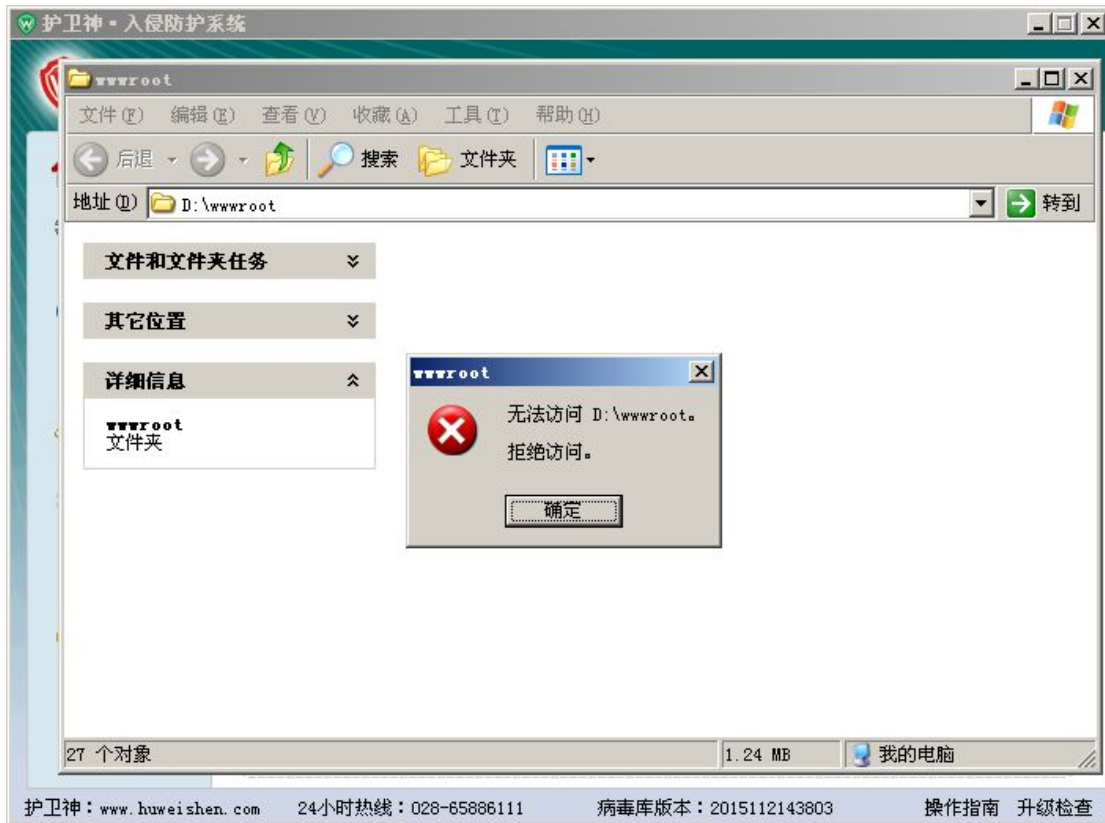 护卫神·入侵防护系统
wwwroot
文件(F) 编辑(E) 查看(V) 收藏(A) 工具(T) 帮助(H)
后退 搜索 文件夹
地址(D) D:\wwwroot 转到
文件和文件夹任务
其它位置
详细信息
wwwroot
文件夹
wwwroot
无法访问 D:\wwwroot。
拒绝访问。
确定
27 个对象 1.24 MB 我的电脑
护卫神：www.huweishen.com 24小时热线：028-65886111 病毒库版本：2015112143803 操作指南 升级检查